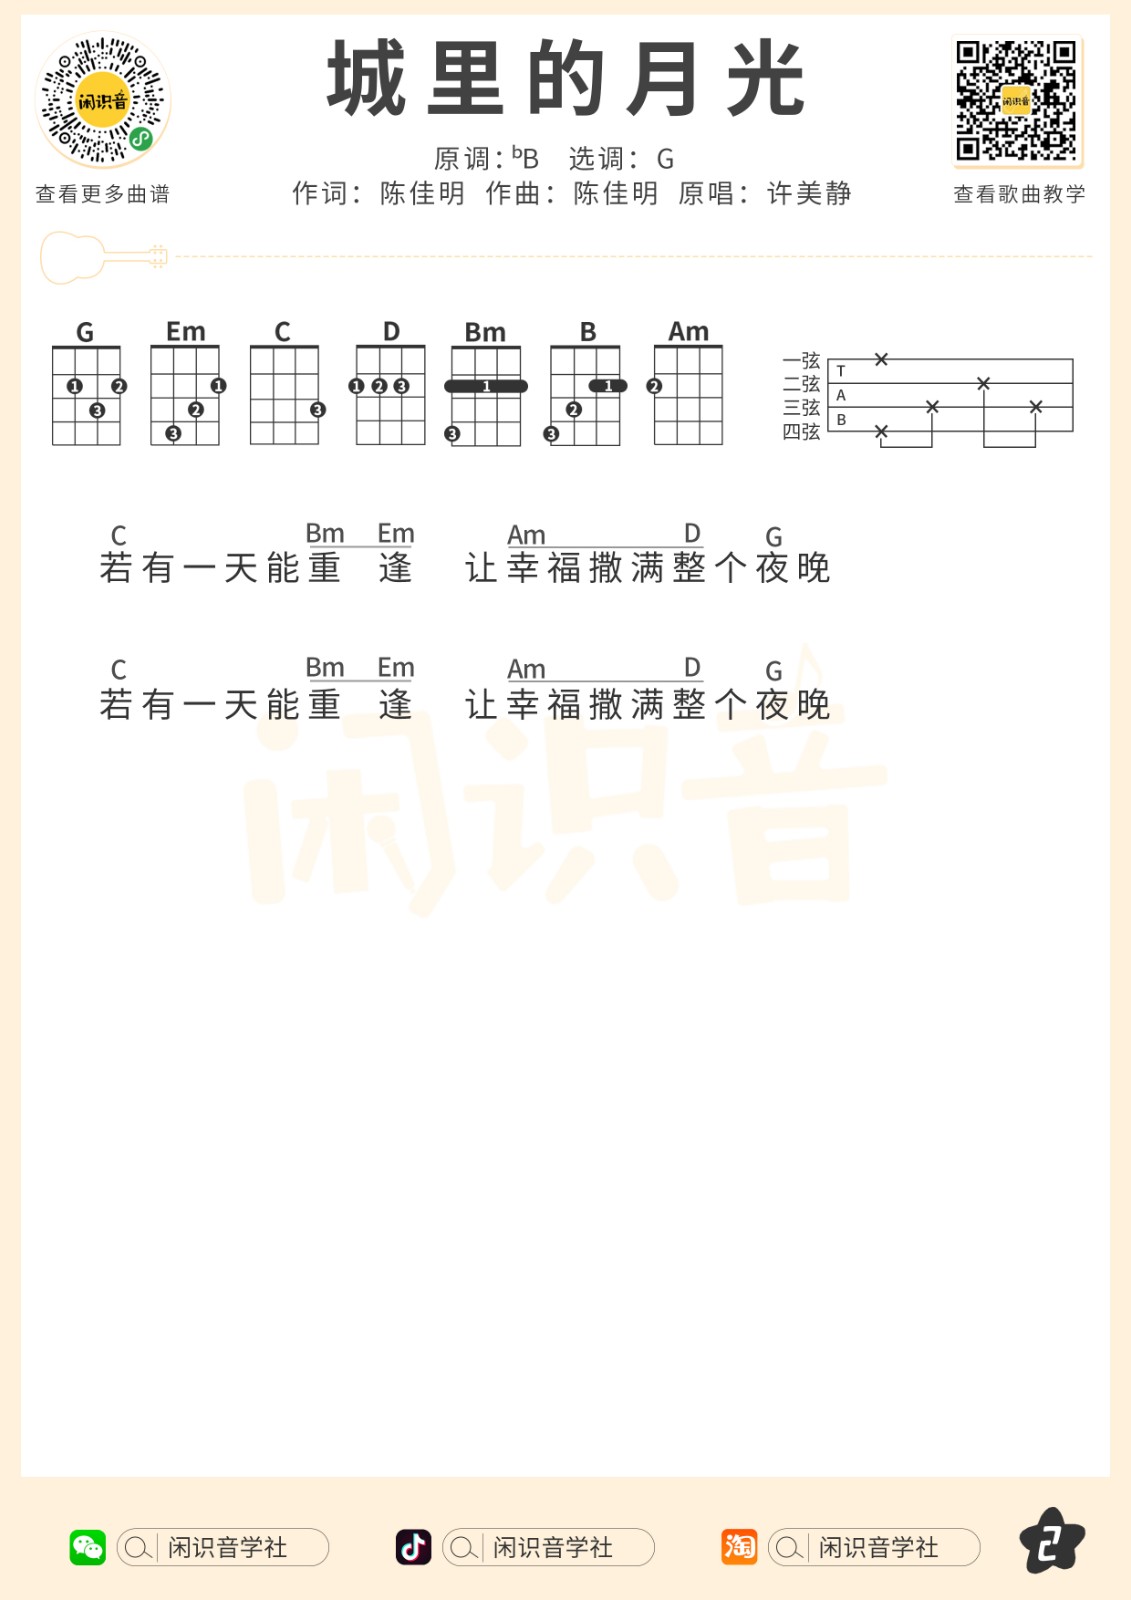 城里的月光
闲识音
闲识音
原调：ᵇB 选调：G
查看更多曲谱
作词：陈佳明 作曲：陈佳明 原唱：许美静
查看歌曲教学
G Em C D Bm B Am
1 2 3
1 2 3
3
1 2 3
1 3
1 2 3
2
一弦
二弦
三弦
四弦
T
A
B
C Bm Em Am D G
若有一天能重 逢 让幸福撒满整个夜晚
C Bm Em Am D G
若有一天能重 逢 让幸福撒满整个夜晚
闲识音
闲识音学社
淘
闲识音学社
闲识音学社
2